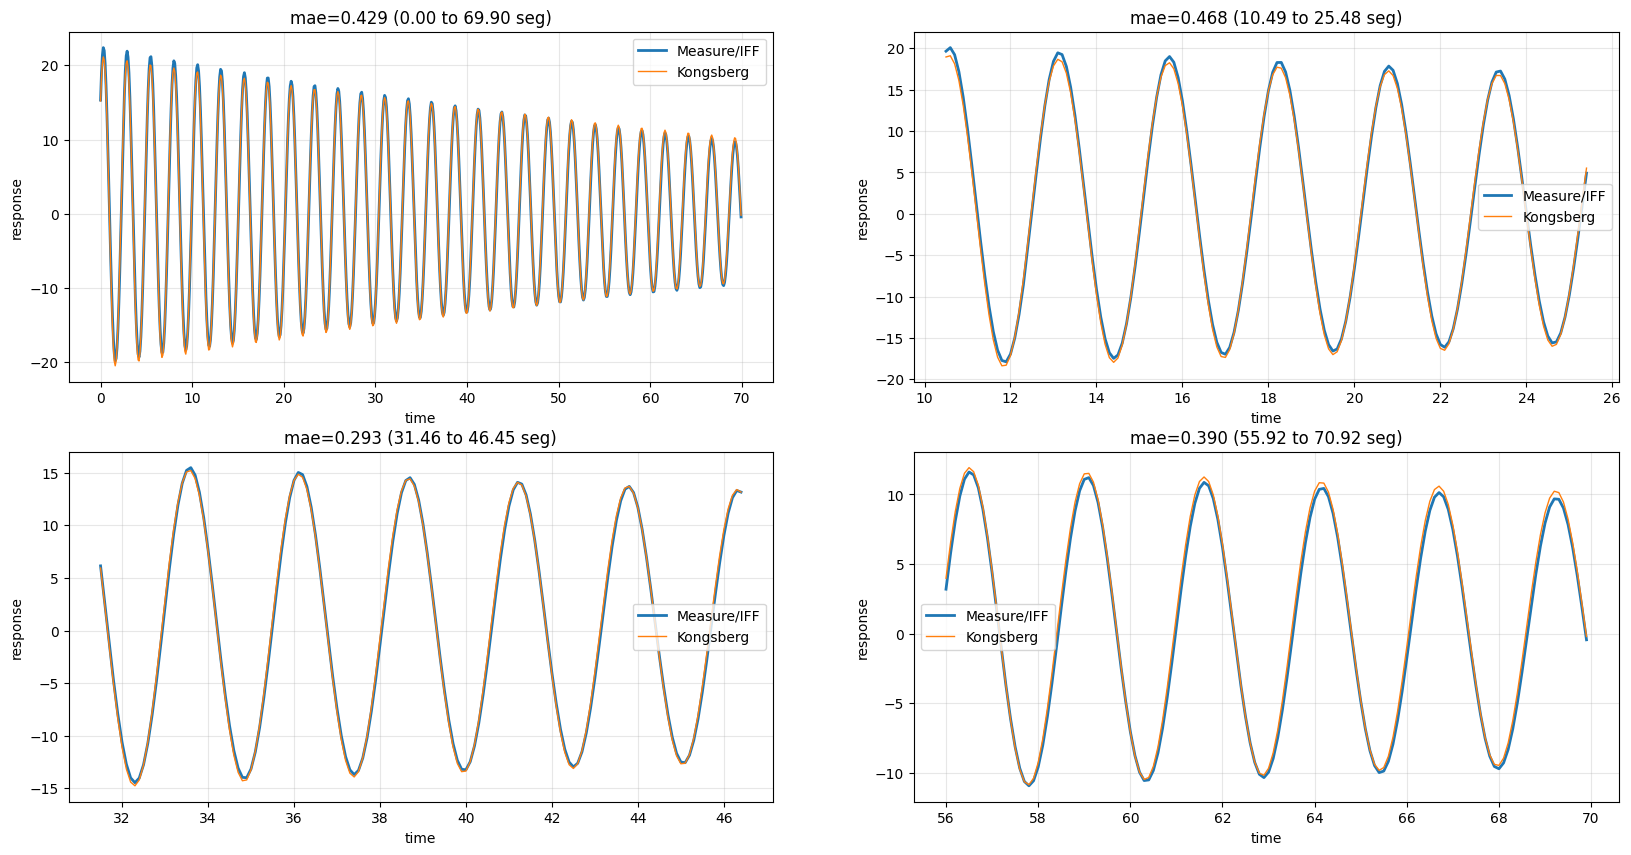 mae=0.429 (0.00 to 69.90 seg)
response
20
10
0
−10
−20
Measure/IFF
Kongsberg
0 10 20 30 40 50 60 70
time
mae=0.468 (10.49 to 25.48 seg)
response
20
15
10
5
0
−5
−10
−15
−20
Measure/IFF
Kongsberg
10 12 14 16 18 20 22 24 26
time
mae=0.293 (31.46 to 46.45 seg)
response
15
10
5
0
−5
−10
−15
Measure/IFF
Kongsberg
32 34 36 38 40 42 44 46
time
mae=0.390 (55.92 to 70.92 seg)
response
10
5
0
−5
−10
Measure/IFF
Kongsberg
56 58 60 62 64 66 68 70
time